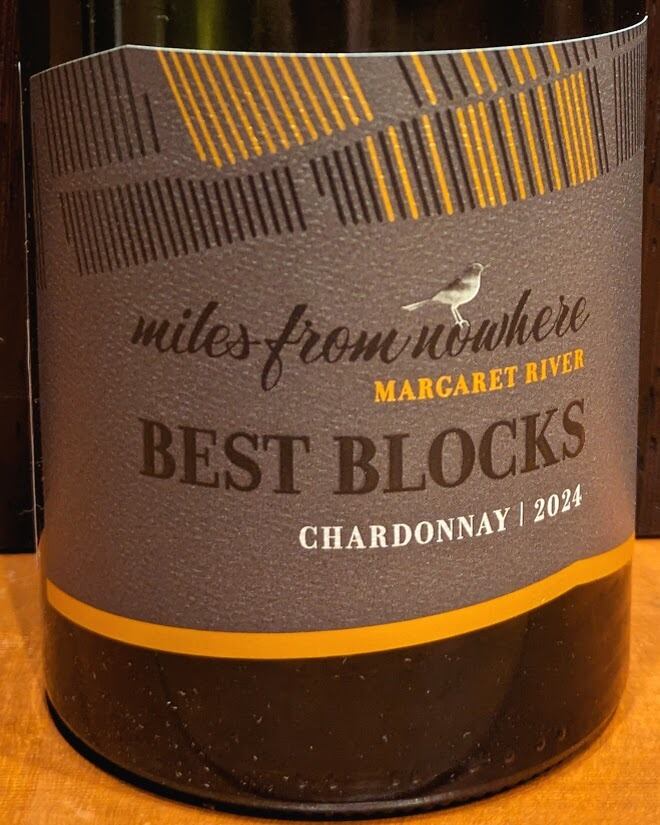 miles from nowhere
MARGARET RIVER
BEST BLOCKS
CHARDONNAY | 2024